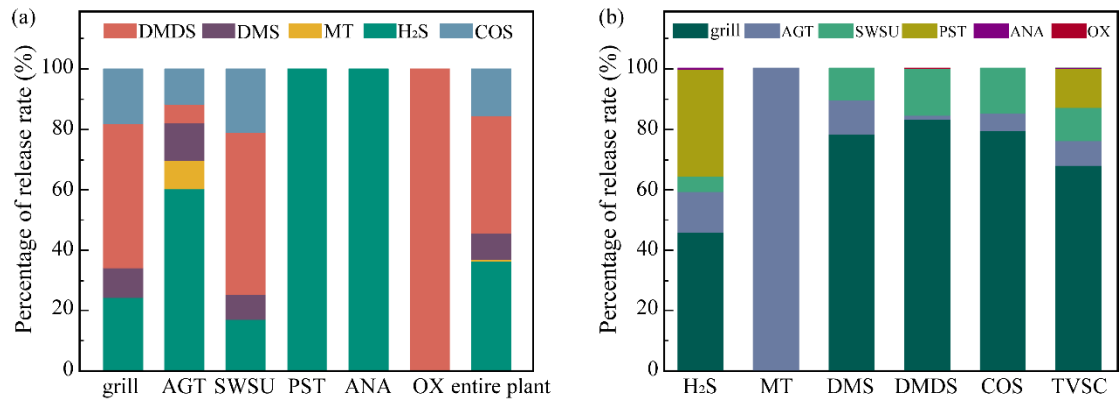 (a)
DMDS DMS MT H₂S COS
Percentage of release rate (%)
100
80
60
40
20
0
grill AGT SWSU PST ANA OX entire plant
(b)
grill AGT SWSU PST ANA OX
Percentage of release rate (%)
100
80
60
40
20
0
H₂S MT DMS DMDS COS TVSC